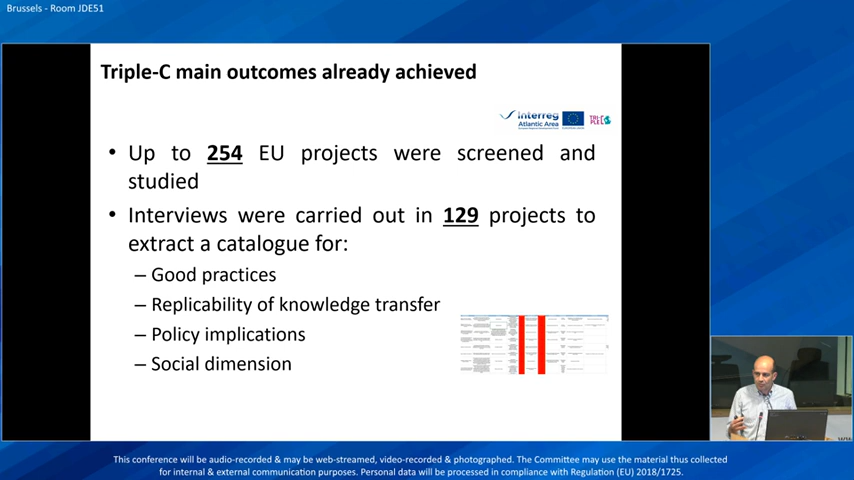 Brussels - Room JDE51
Triple-C main outcomes already achieved
Interreg
Atlantic Area
• Up to 254 EU projects were screened and
studied
• Interviews were carried out in 129 projects to
extract a catalogue for:
– Good practices
– Replicability of knowledge transfer
– Policy implications
– Social dimension
This conference will be audio-recorded & may be web-streamed, video-recorded & photographed. The Committee may use the material thus collected
for internal & external communication purposes. Personal data will be processed in compliance with Regulation (EU) 2018/1725.